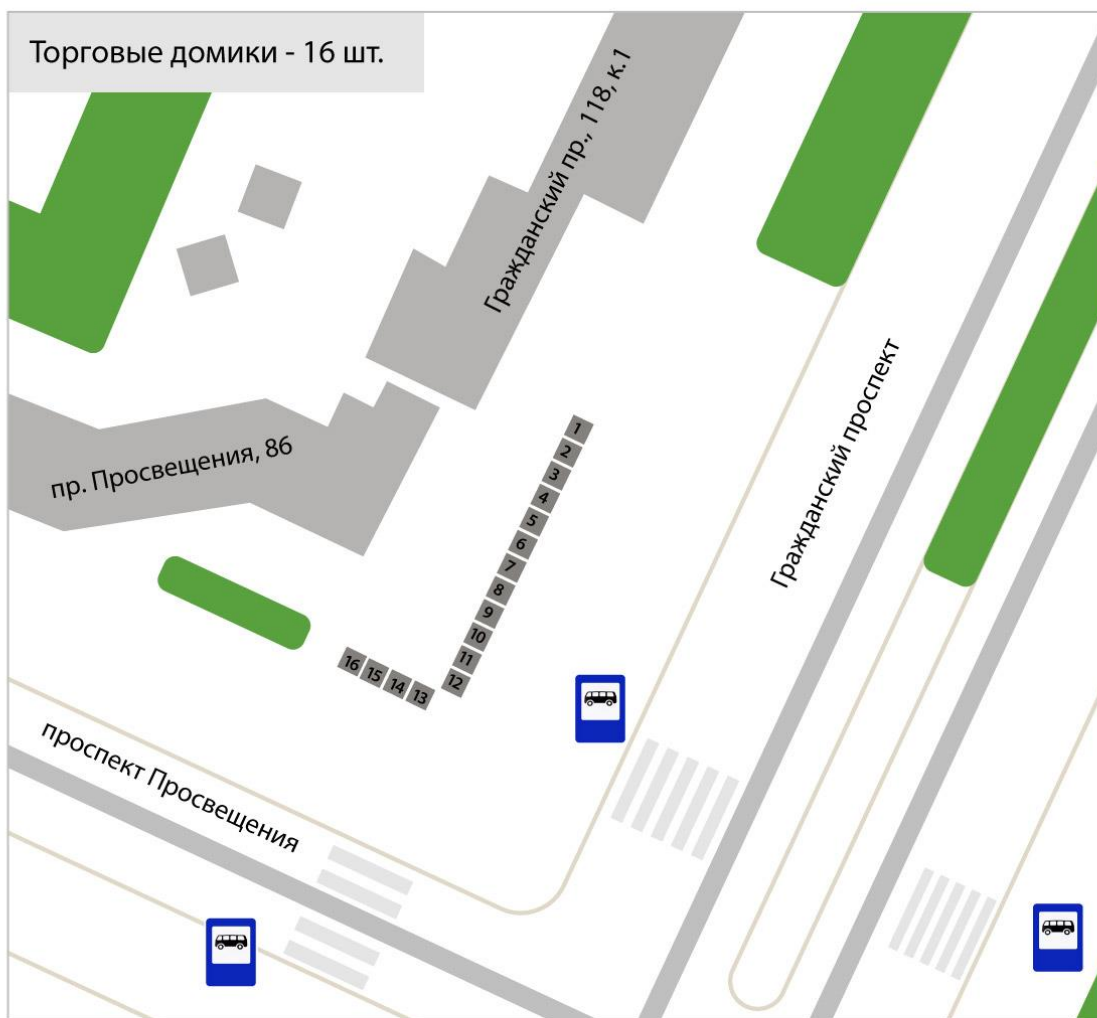 Торговые домики - 16 шт.
Гражданский пр., 118, к.1
Гражданский проспект
пр. Просвещения, 86
1
2
3
4
5
6
7
8
9
10
11
12
16 15 14 13
проспект Просвещения